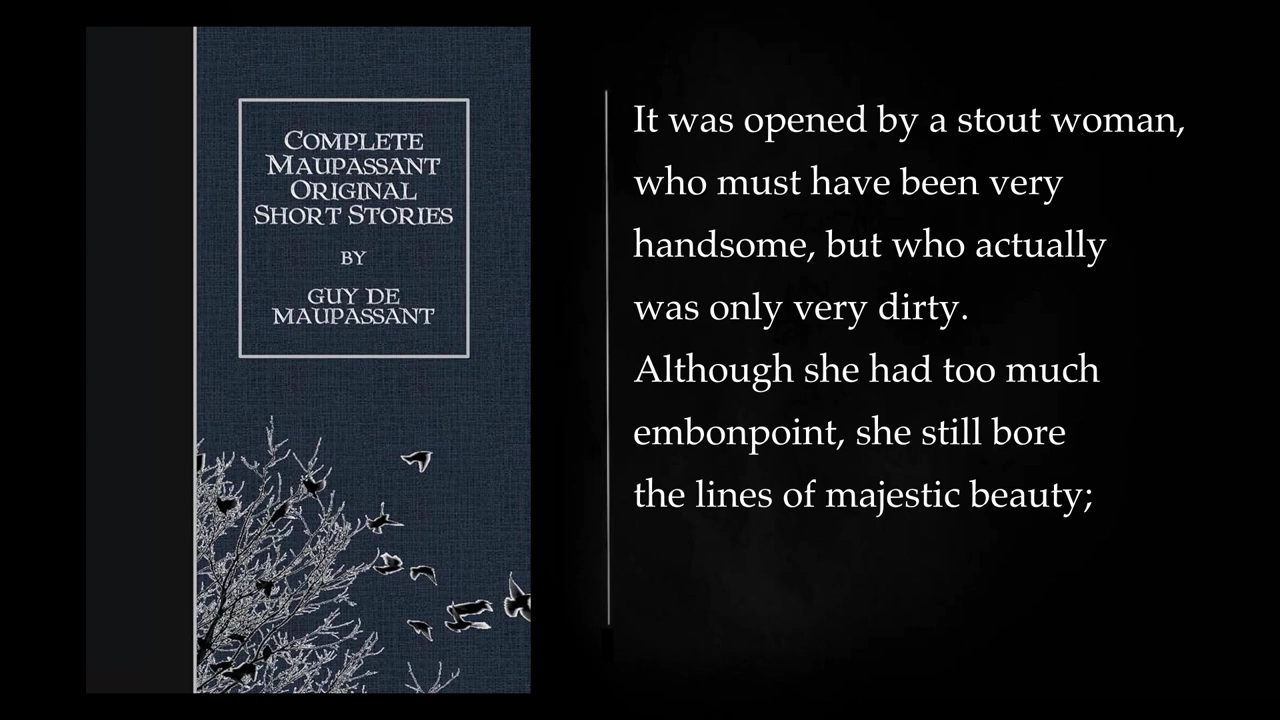 COMPLETE
MAUPASSANT
ORIGINAL
SHORT STORIES
BY
GUY DE
MAUPASSANT
It was opened by a stout woman,
who must have been very
handsome, but who actually
was only very dirty.
Although she had too much
embonpoint, she still bore
the lines of majestic beauty;